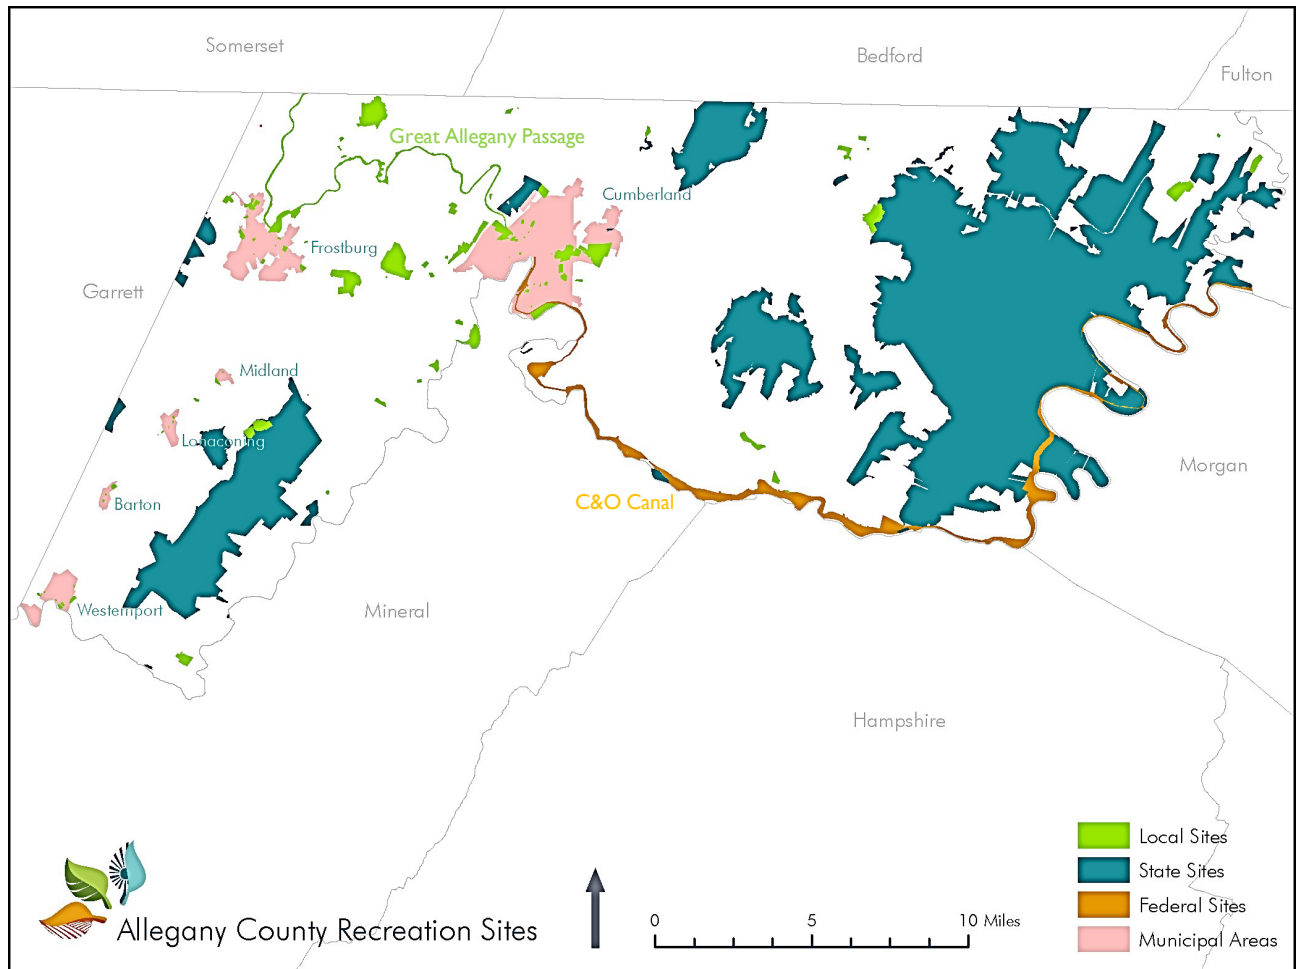 Somerset
Bedford
Fulton
Great Allegany Passage
Cumberland
Frostburg
Garrett
Midland
Lonaconing
Morgan
Barton
C&O Canal
Westernport
Mineral
Hampshire
Local Sites
State Sites
Federal Sites
Municipal Areas
0 5 10 Miles
Allegany County Recreation Sites